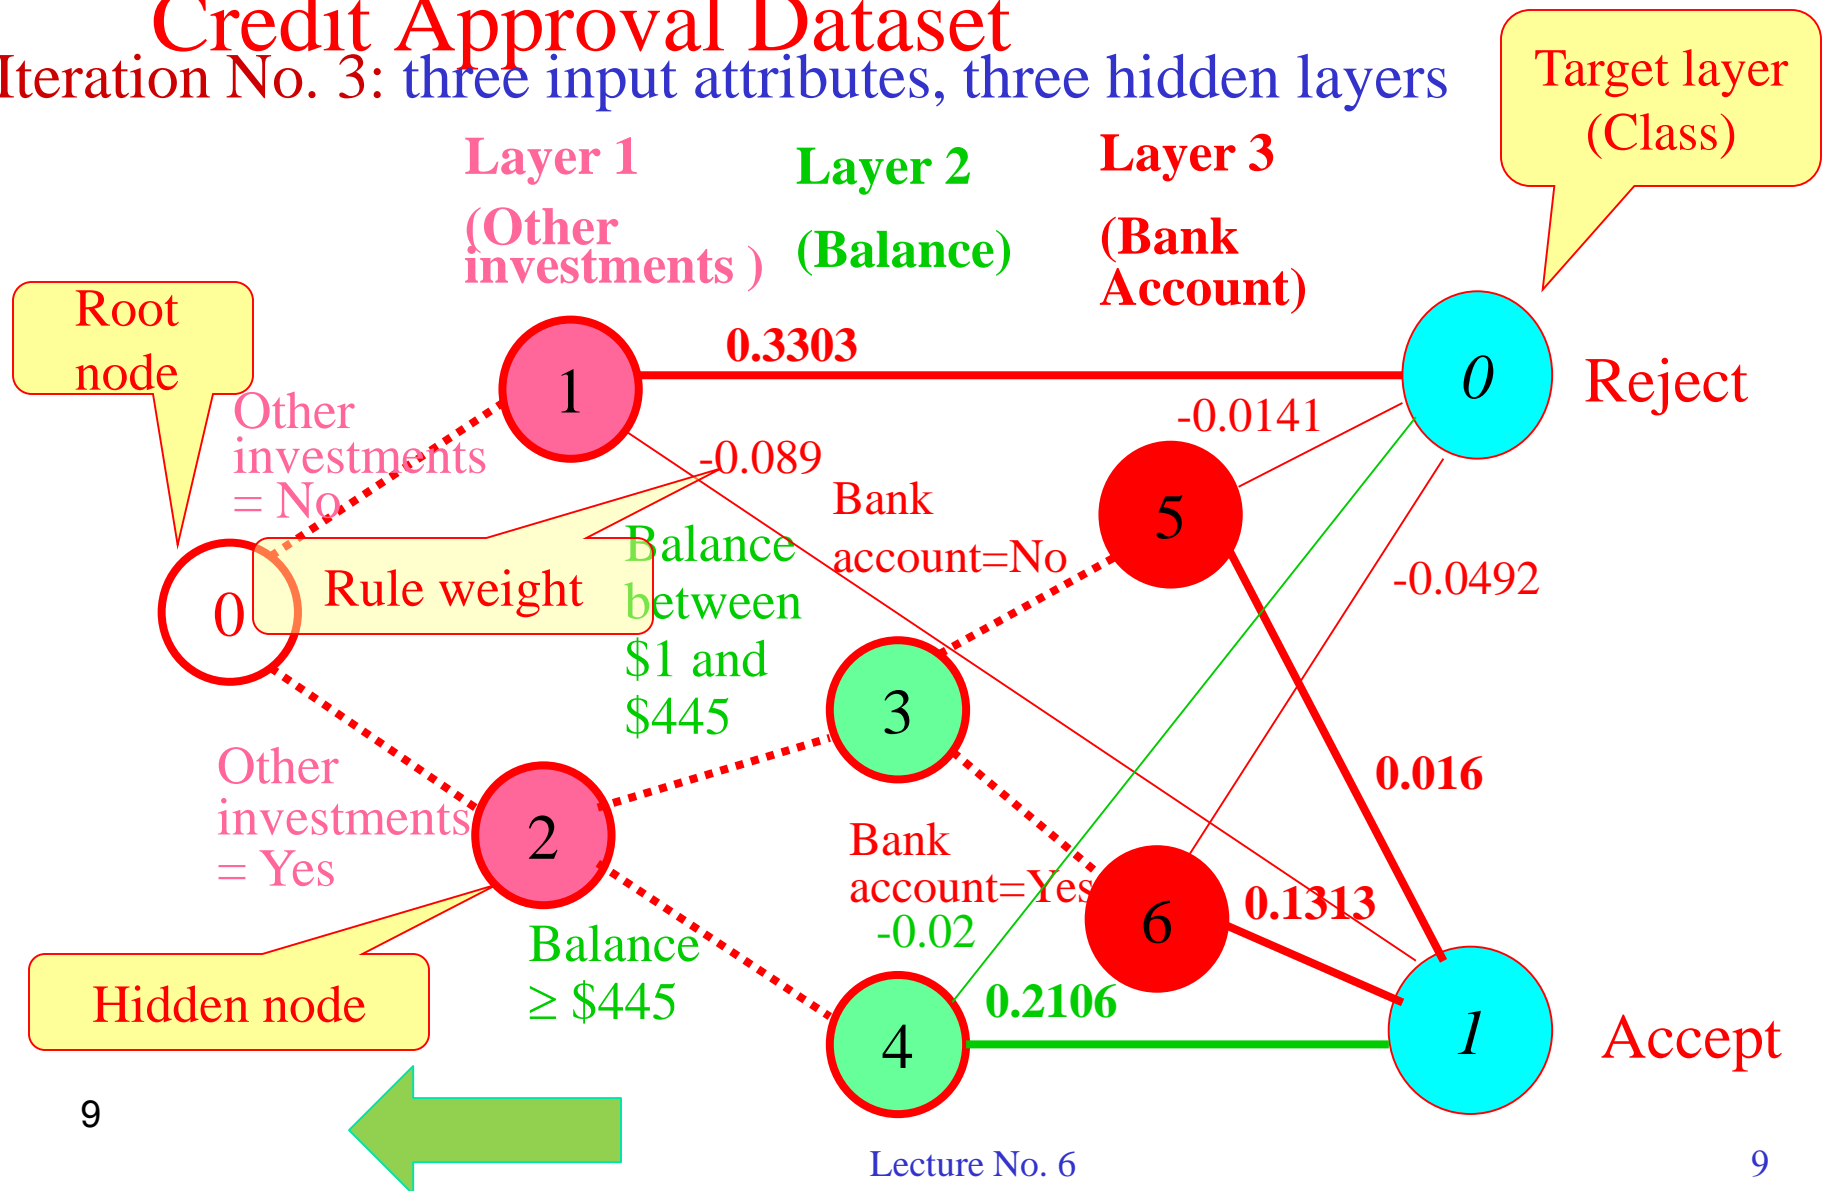 Credit Approval Dataset
Iteration No. 3: three input attributes, three hidden layers
Target layer
(Class)
Layer 1
(Other
investments )
Layer 2
(Balance)
Layer 3
(Bank
Account)
Root
node
0.3303
1
0
Reject
Other
investments
= No
-0.089
-0.0141
Bank
account=No
5
Balance
between
$1 and
$445
Rule weight
0
-0.0492
3
Other
investments
= Yes
2
0.016
Bank
account=Yes
-0.02
6
0.1313
Balance
≥ $445
Hidden node
0.2106
4
1
Accept
9
Lecture No. 6
9